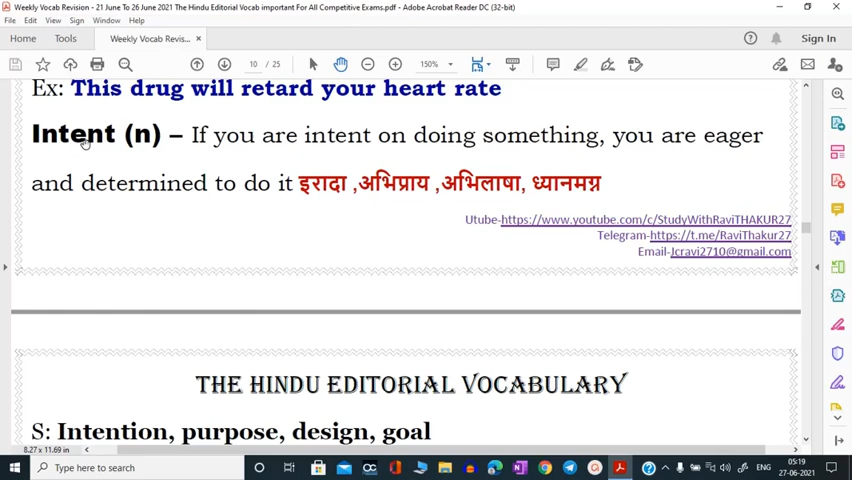 Weekly Vocab Revision - 21 June To 26 June 2021 The Hindu Editorial Vocab important For All Competitive Exams.pdf - Adobe Acrobat Reader DC (32-bit)
File Edit View Sign Window Help
Home Tools Weekly Vocab Revis... × Sign In
10 / 25 150%
Ex: This drug will retard your heart rate
Intent (n) – If you are intent on doing something, you are eager
and determined to do it इरादा ,अभिप्राय ,अभिलाषा, ध्यानमग्न
Utube-https://www.youtube.com/c/StudyWithRaviTHAKUR27
Telegram-https://t.me/RaviThakur27
Email-Jcravi2710@gmail.com
THE HINDU EDITORIAL VOCABULARY
S: Intention, purpose, design, goal
8.27 x 11.69 in
Type here to search
ENG
05:19
27-06-2021